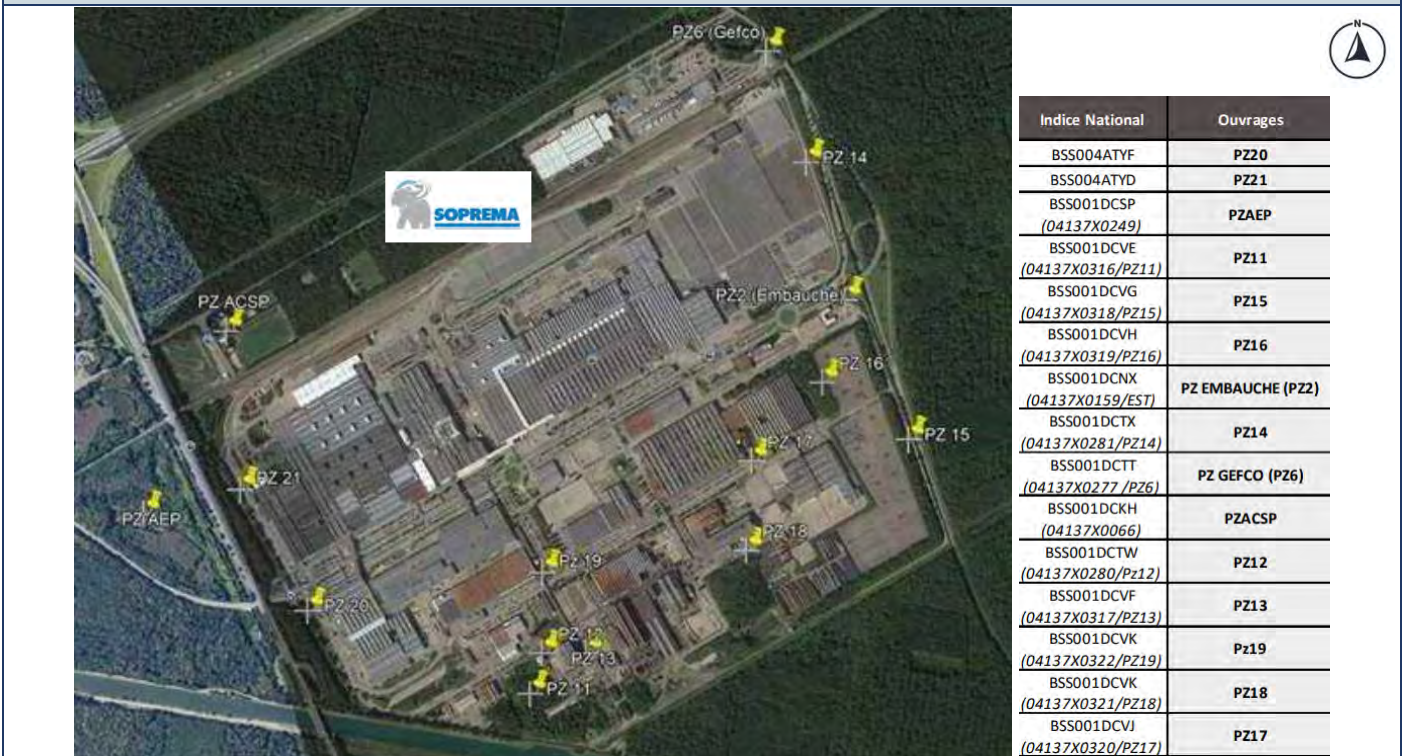 PZ6 (Gefco)
PZ 14
SOPREMA
PZ ACSP
PZ2 (Embauche)
PZ 16
PZ 15
PZ 17
PZ 21
PZ AEP
PZ 18
Pz 19
PZ 20
PZ 12
PZ 13
PZ 11
N
Indice National Ouvrages
BSS004ATYF PZ20
BSS004ATYD PZ21
BSS001DCSP
(04137X0249) PZAEP
BSS001DCVE
(04137X0316/PZ11) PZ11
BSS001DCVG
(04137X0318/PZ15) PZ15
BSS001DCVH
(04137X0319/PZ16) PZ16
BSS001DCNX
(04137X0159/EST) PZ EMBAUCHE (PZ2)
BSS001DCTX
(04137X0281/PZ14) PZ14
BSS001DCTT
(04137X0277 /PZ6) PZ GEFCO (PZ6)
BSS001DCKH
(04137X0066) PZACSP
BSS001DCTW
(04137X0280/Pz12) PZ12
BSS001DCVF
(04137X0317/PZ13) PZ13
BSS001DCVK
(04137X0322/PZ19) Pz19
BSS001DCVK
(04137X0321/PZ18) PZ18
BSS001DCVJ
(04137X0320/PZ17) PZ17